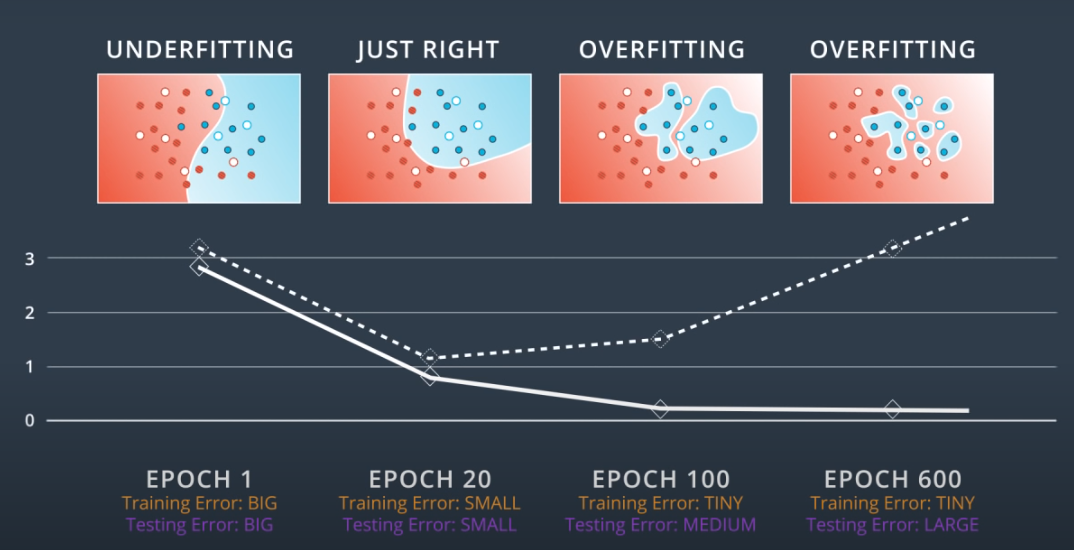 UNDERFITTING
JUST RIGHT
OVERFITTING
OVERFITTING
3
2
1
0
EPOCH 1
Training Error: BIG
Testing Error: BIG
EPOCH 20
Training Error: SMALL
Testing Error: SMALL
EPOCH 100
Training Error: TINY
Testing Error: MEDIUM
EPOCH 600
Training Error: TINY
Testing Error: LARGE